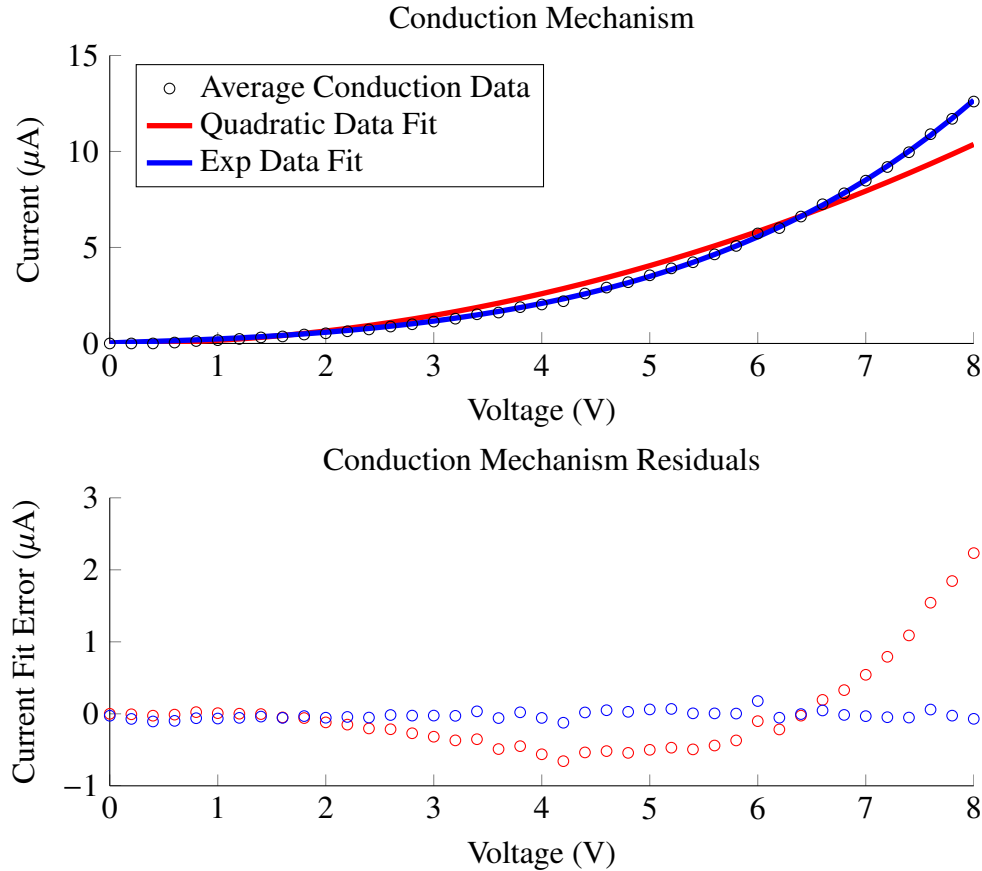 Conduction Mechanism
15
10
5
0
Current (μA)
Average Conduction Data
Quadratic Data Fit
Exp Data Fit
0 1 2 3 4 5 6 7 8
Voltage (V)
Conduction Mechanism Residuals
3
2
1
0
−1
Current Fit Error (μA)
0 1 2 3 4 5 6 7 8
Voltage (V)